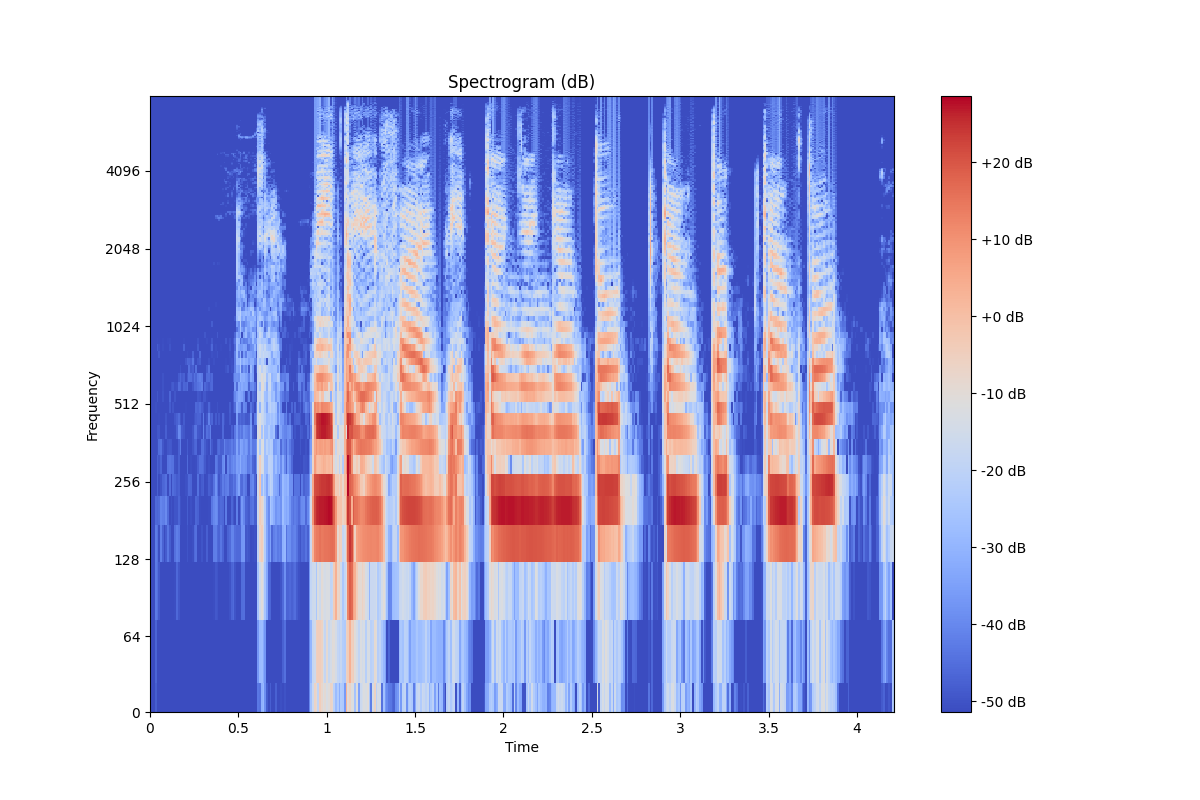 Spectrogram (dB)
4096
2048
1024
512
256
128
64
0
Frequency
0 0.5 1 1.5 2 2.5 3 3.5 4
Time
+20 dB
+10 dB
+0 dB
-10 dB
-20 dB
-30 dB
-40 dB
-50 dB